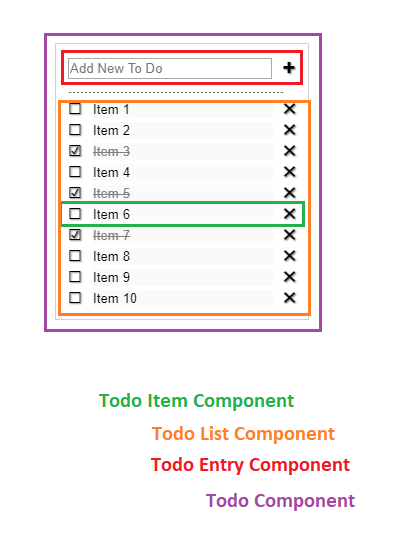 Add New To Do
Item 1
Item 2
Item 3
Item 4
Item 5
Item 6
Item 7
Item 8
Item 9
Item 10
Todo Item Component
Todo List Component
Todo Entry Component
Todo Component